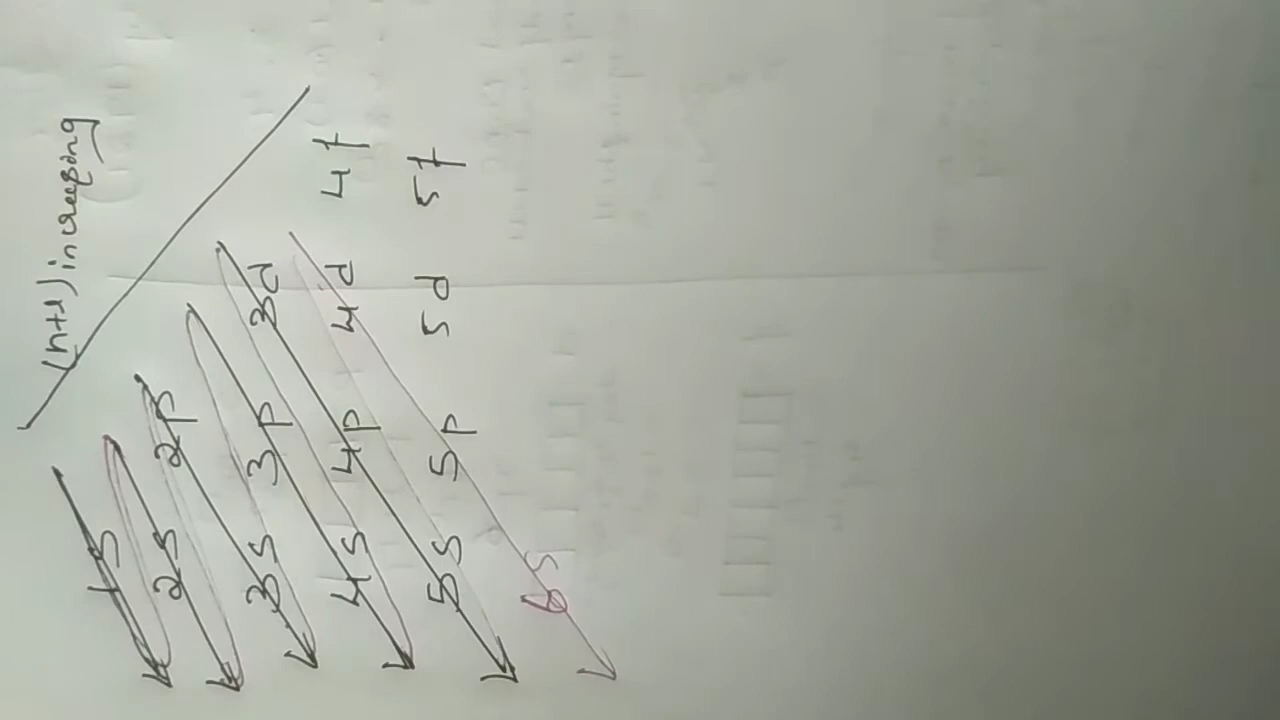 (n+l) increasing
1s
2s 2p
3s 3p 3d
4s 4p 4d 4f
5s 5p 5d 5f
6s